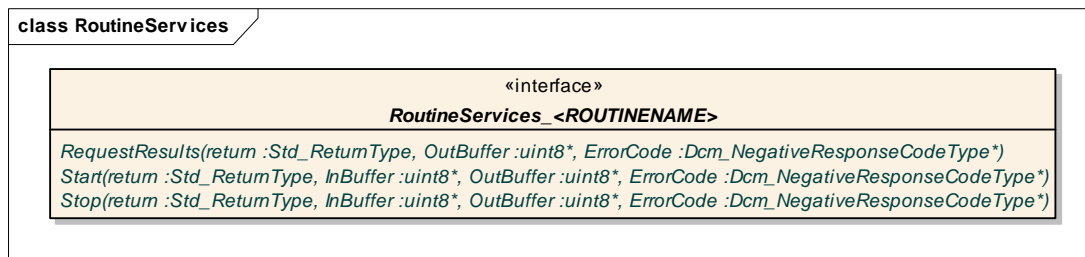 class RoutineServices
«interface»
RoutineServices_<ROUTINENAME>
RequestResults(return :Std_ReturnType, OutBuffer :uint8*, ErrorCode :Dcm_NegativeResponseCodeType*)
Start(return :Std_ReturnType, InBuffer :uint8*, OutBuffer :uint8*, ErrorCode :Dcm_NegativeResponseCodeType*)
Stop(return :Std_ReturnType, InBuffer :uint8*, OutBuffer :uint8*, ErrorCode :Dcm_NegativeResponseCodeType*)